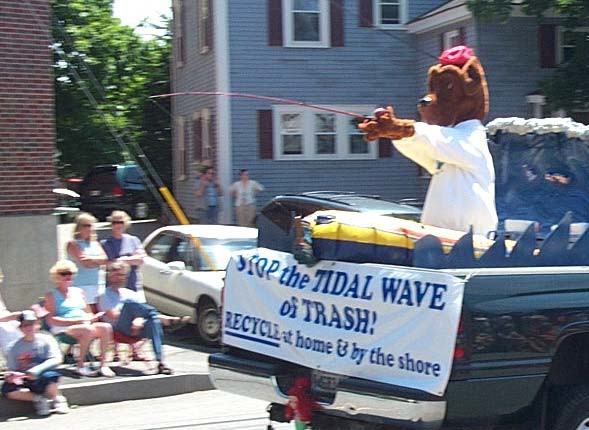 STOP the TIDAL WAVE
of TRASH!
RECYCLE at home & by the shore